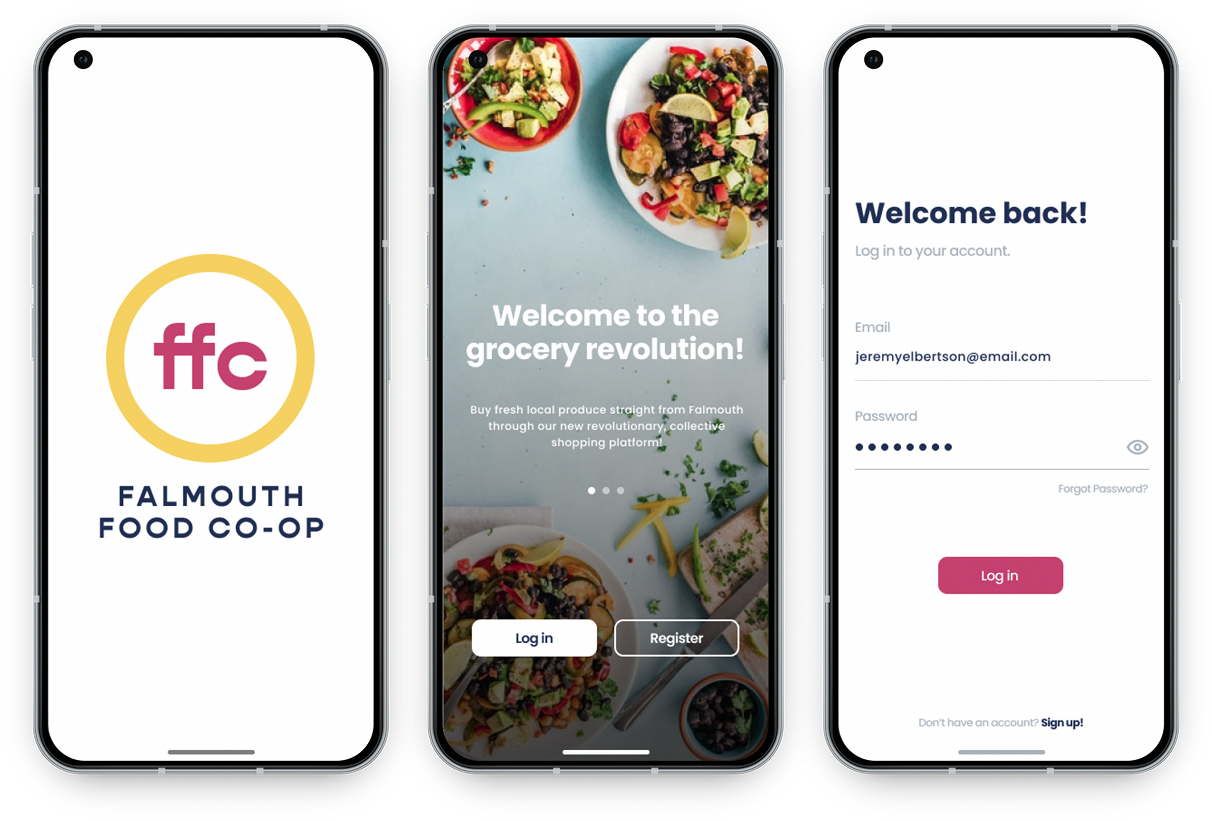 ffc
FALMOUTH
FOOD CO-OP
Welcome to the
grocery revolution!
Buy fresh local produce straight from Falmouth
through our new revolutionary, collective
shopping platform!
Log in
Register
Welcome back!
Log in to your account.
Email
jeremyelbertson@email.com
Password
Forgot Password?
Log in
Don't have an account? Sign up!